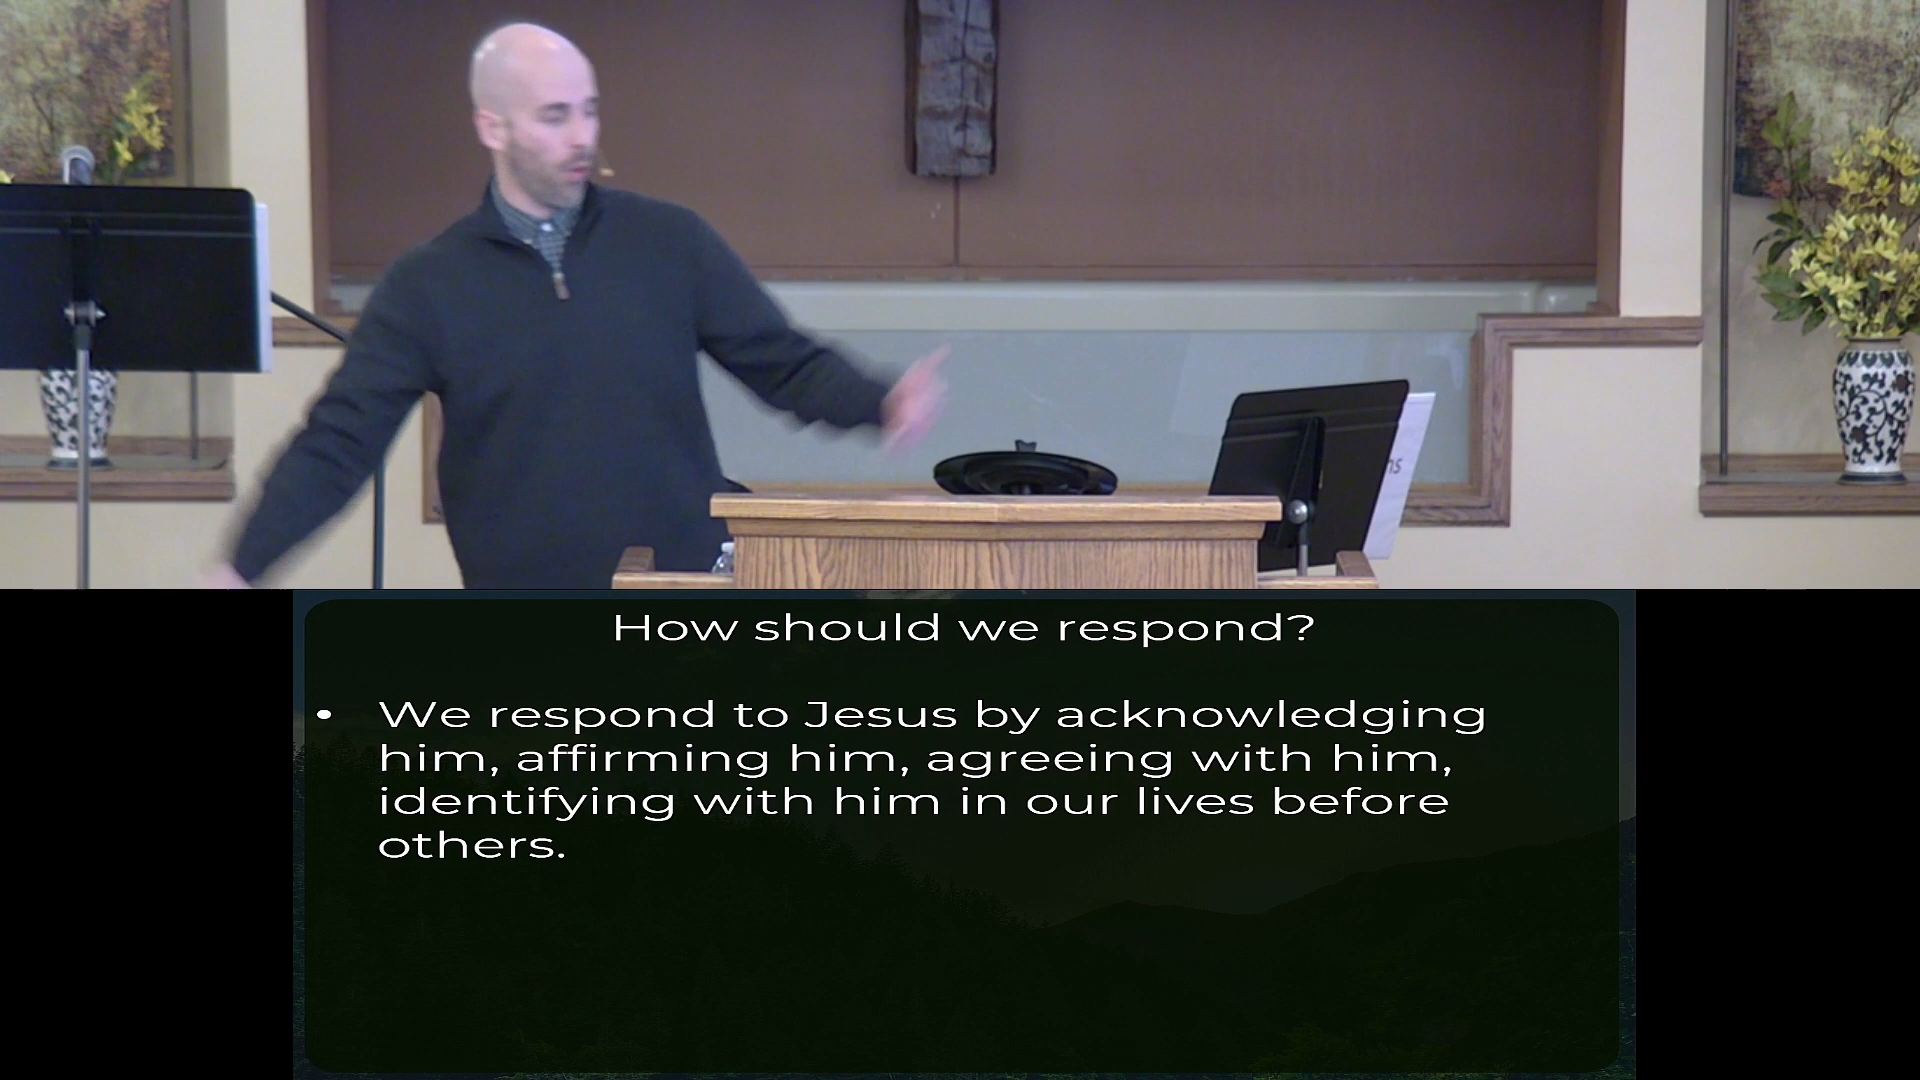 How should we respond?
• We respond to Jesus by acknowledging
him, affirming him, agreeing with him,
identifying with him in our lives before
others.